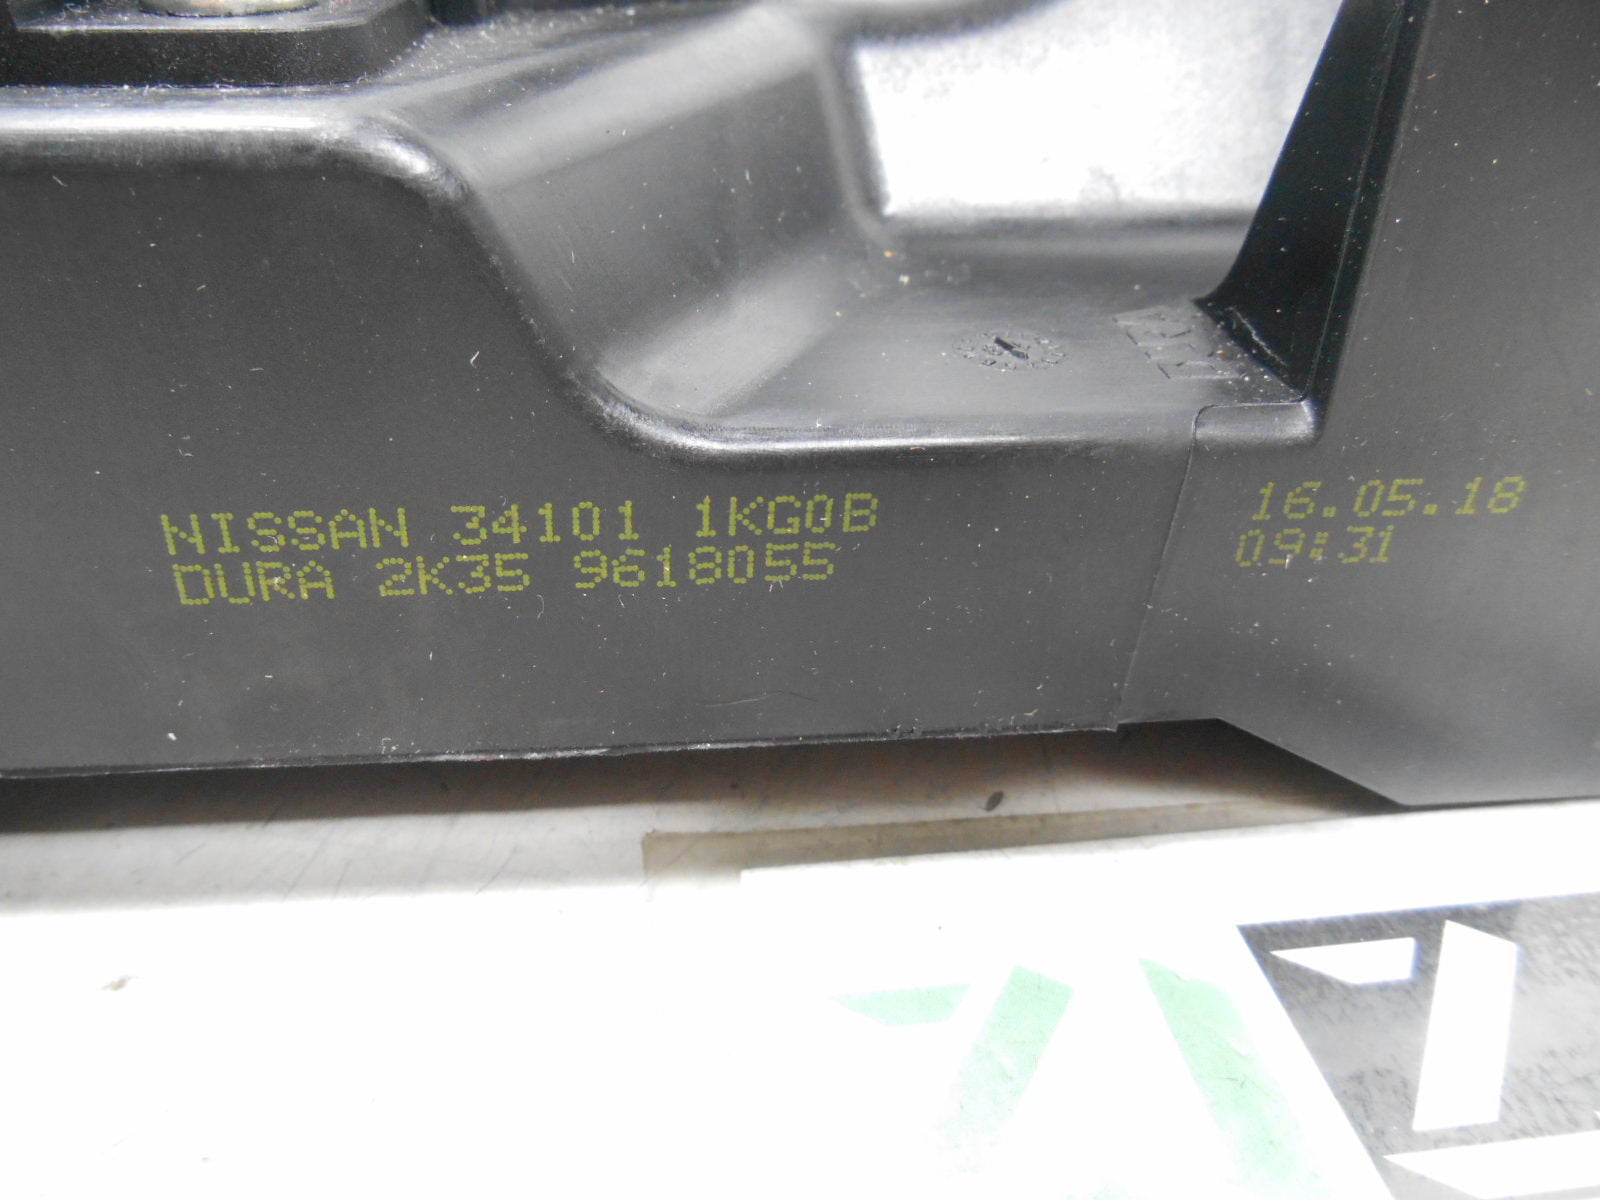 NISSAN 34101 1KG0B
DURA 2K35 9618055
16.05.18
09:31